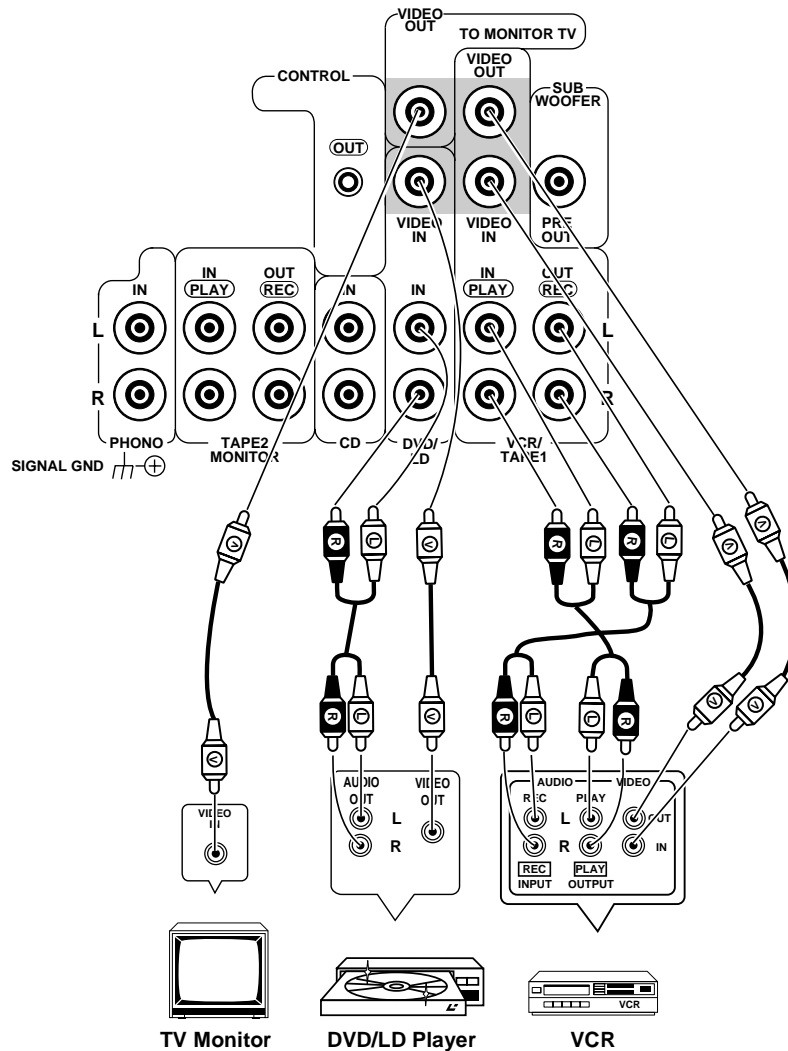 VIDEO
OUT
TO MONITOR TV
VIDEO
OUT
CONTROL
SUB
WOOFER
OUT
VIDEO
IN
VIDEO
IN
PRE
OUT
IN
IN
PLAY
OUT
REC
IN
IN
IN
PLAY
OUT
REC
L
L
R
R
PHONO
TAPE2
MONITOR
CD
DVD/
LD
VCR/
TAPE1
SIGNAL GND
V
R
L
V
R
L
R
L
V
V
V
R
L
V
R
L
L
R
V
V
VIDEO
IN
AUDIO
OUT
VIDEO
OUT
L
R
AUDIO
VIDEO
REC
PLAY
L
OUT
R
IN
REC
INPUT
PLAY
OUTPUT
VCR
TV Monitor
DVD/LD Player
VCR